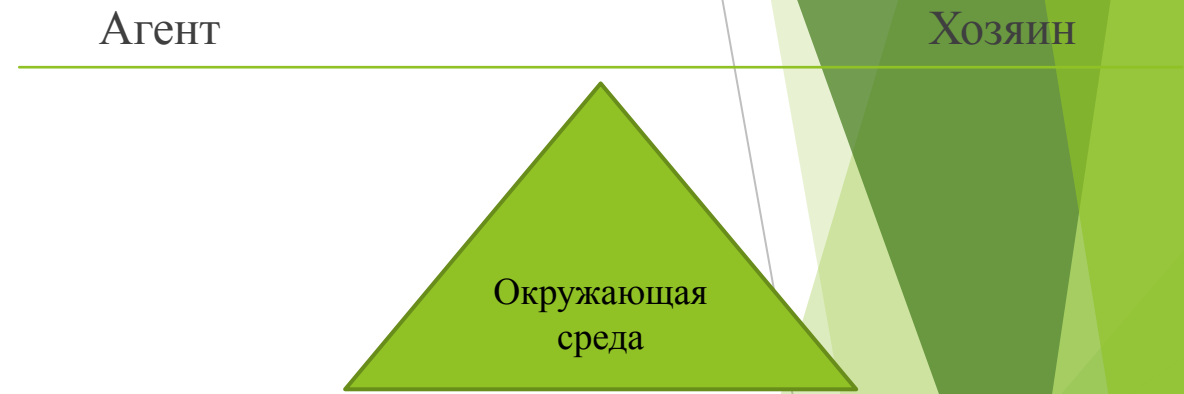 Агент
Хозяин
Окружающая
среда